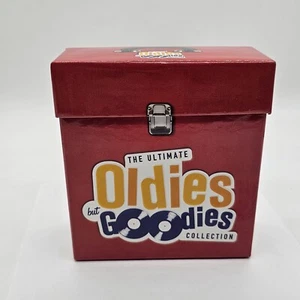 THE ULTIMATE
Oldies
but Goodies
COLLECTION